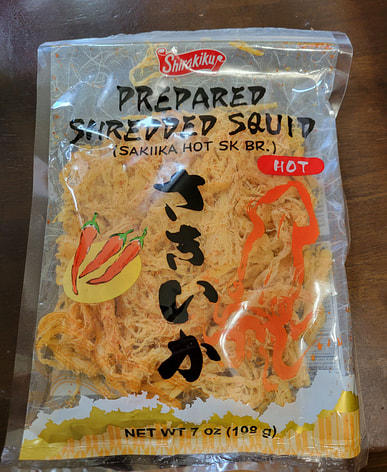 Shirakiku
PREPARED
SHREDDED SQUID
(SAKIIKA HOT SK BR.)
HOT
さきいか
NET WT 7 oz (198 g)